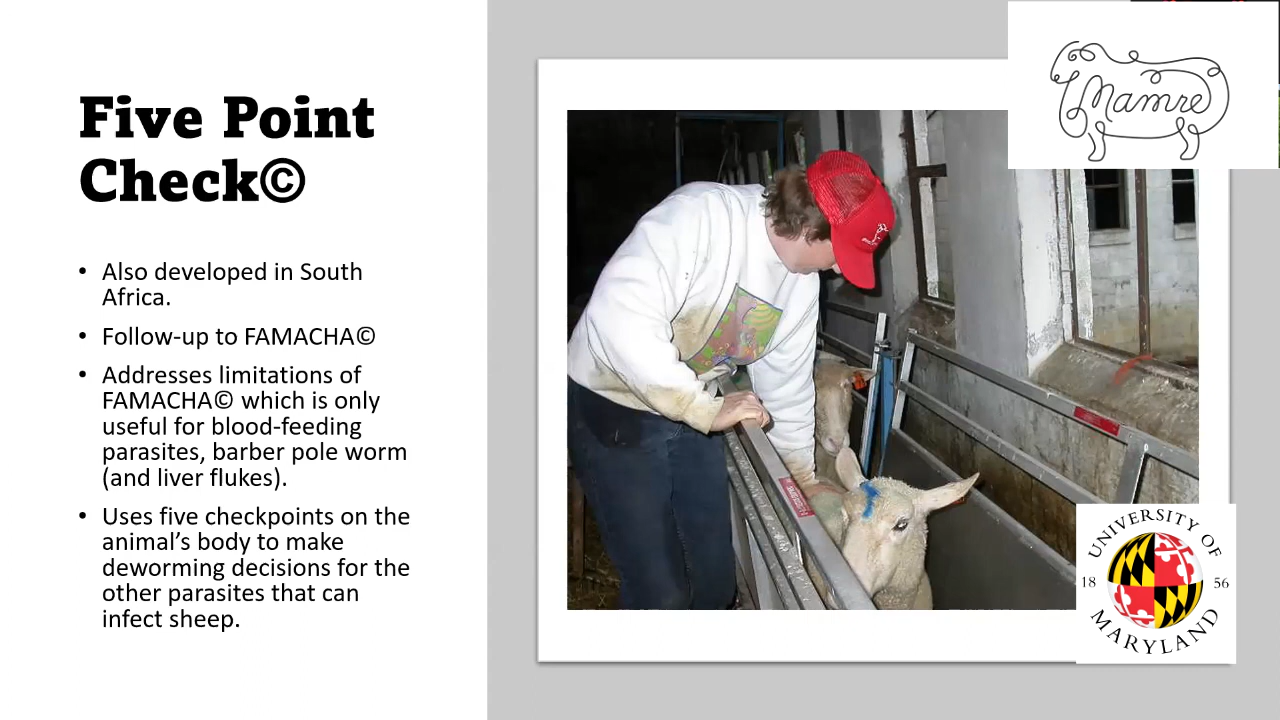 Five Point
Check©
• Also developed in South
Africa.
• Follow-up to FAMACHA©
• Addresses limitations of
FAMACHA© which is only
useful for blood-feeding
parasites, barber pole worm
(and liver flukes).
• Uses five checkpoints on the
animal’s body to make
deworming decisions for the
other parasites that can
infect sheep.
Mamre
UNIVERSITY OF
18 56
MARYLAND